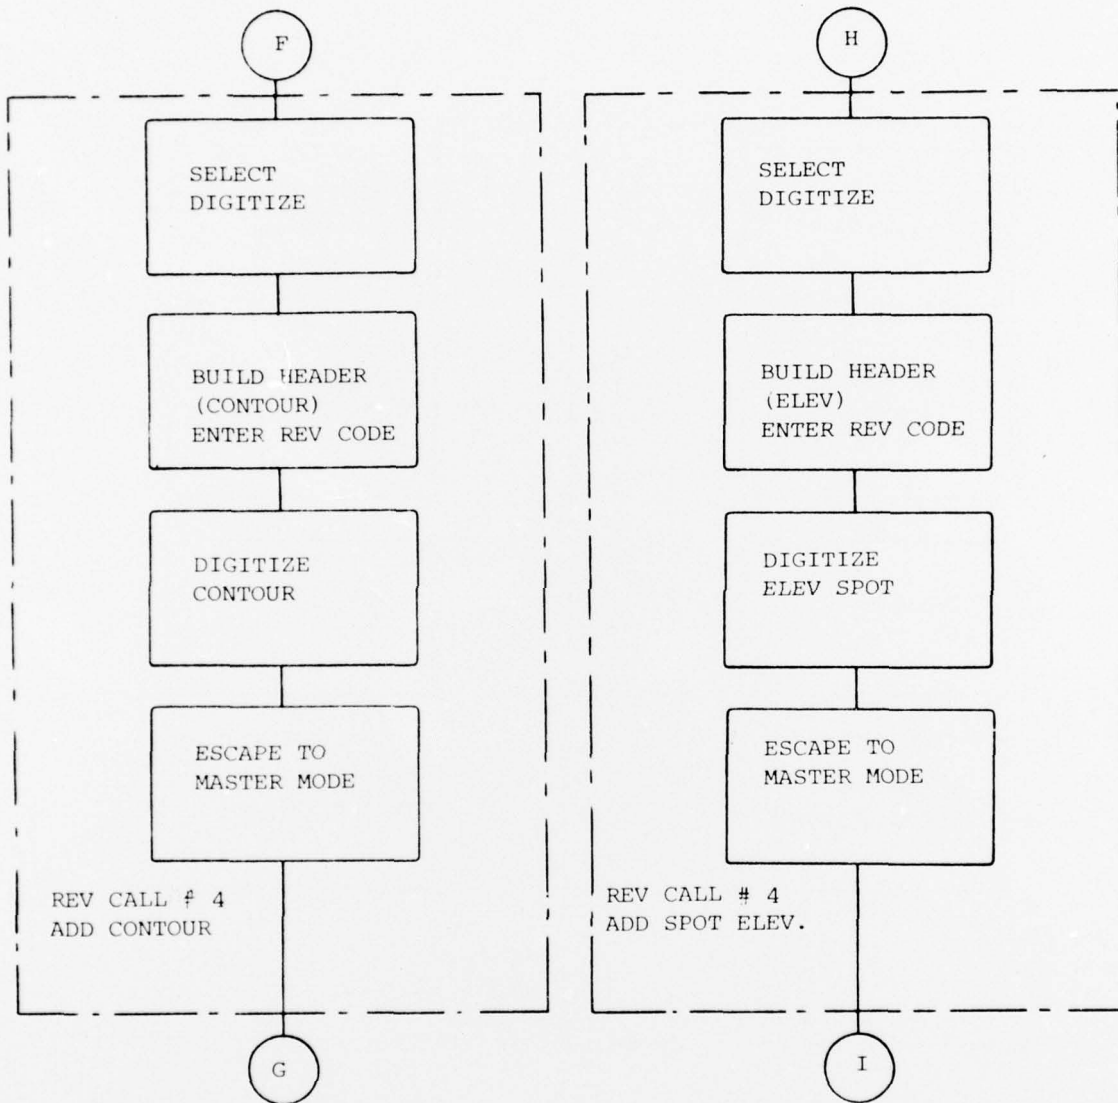 F
SELECT
DIGITIZE
BUILD HEADER
(CONTOUR)
ENTER REV CODE
DIGITIZE
CONTOUR
ESCAPE TO
MASTER MODE
REV CALL # 4
ADD CONTOUR
G
H
SELECT
DIGITIZE
BUILD HEADER
(ELEV)
ENTER REV CODE
DIGITIZE
ELEV SPOT
ESCAPE TO
MASTER MODE
REV CALL # 4
ADD SPOT ELEV.
I